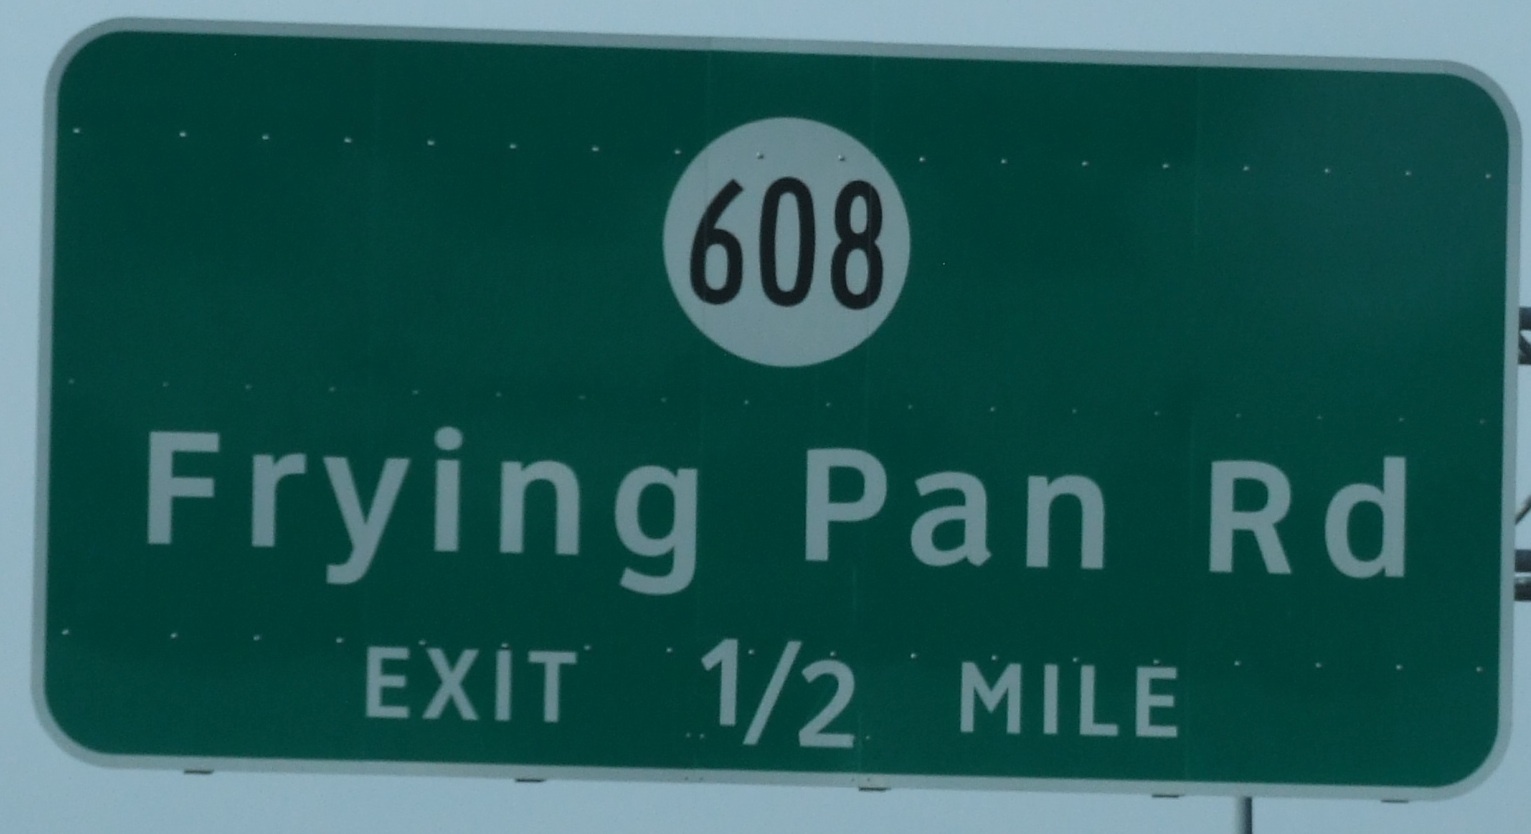 608
Frying Pan Rd
EXIT 1/2 MILE